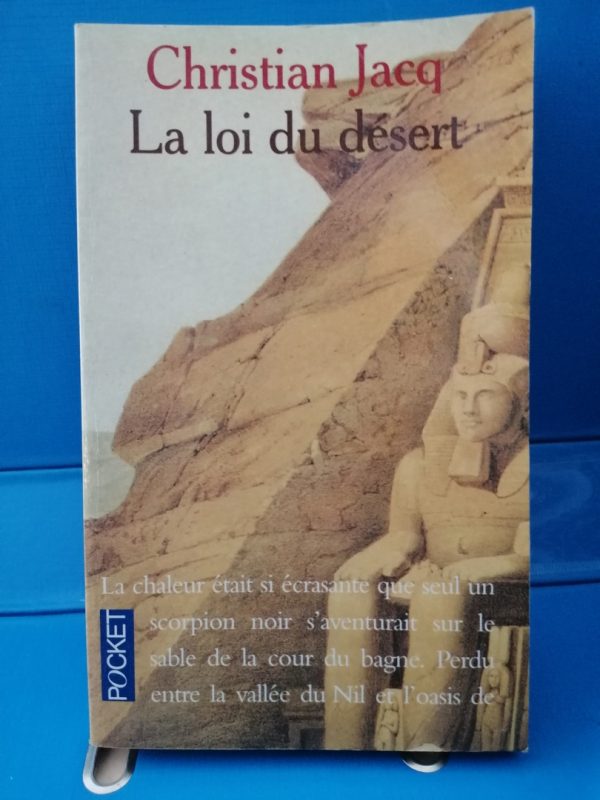 Christian Jacq
La loi du désert
La chaleur était si écrasante que seul un
scorpion noir s'aventurait sur le
sable de la cour du bagne. Perdu
entre la vallée du Nil et l'oasis de
POCKET